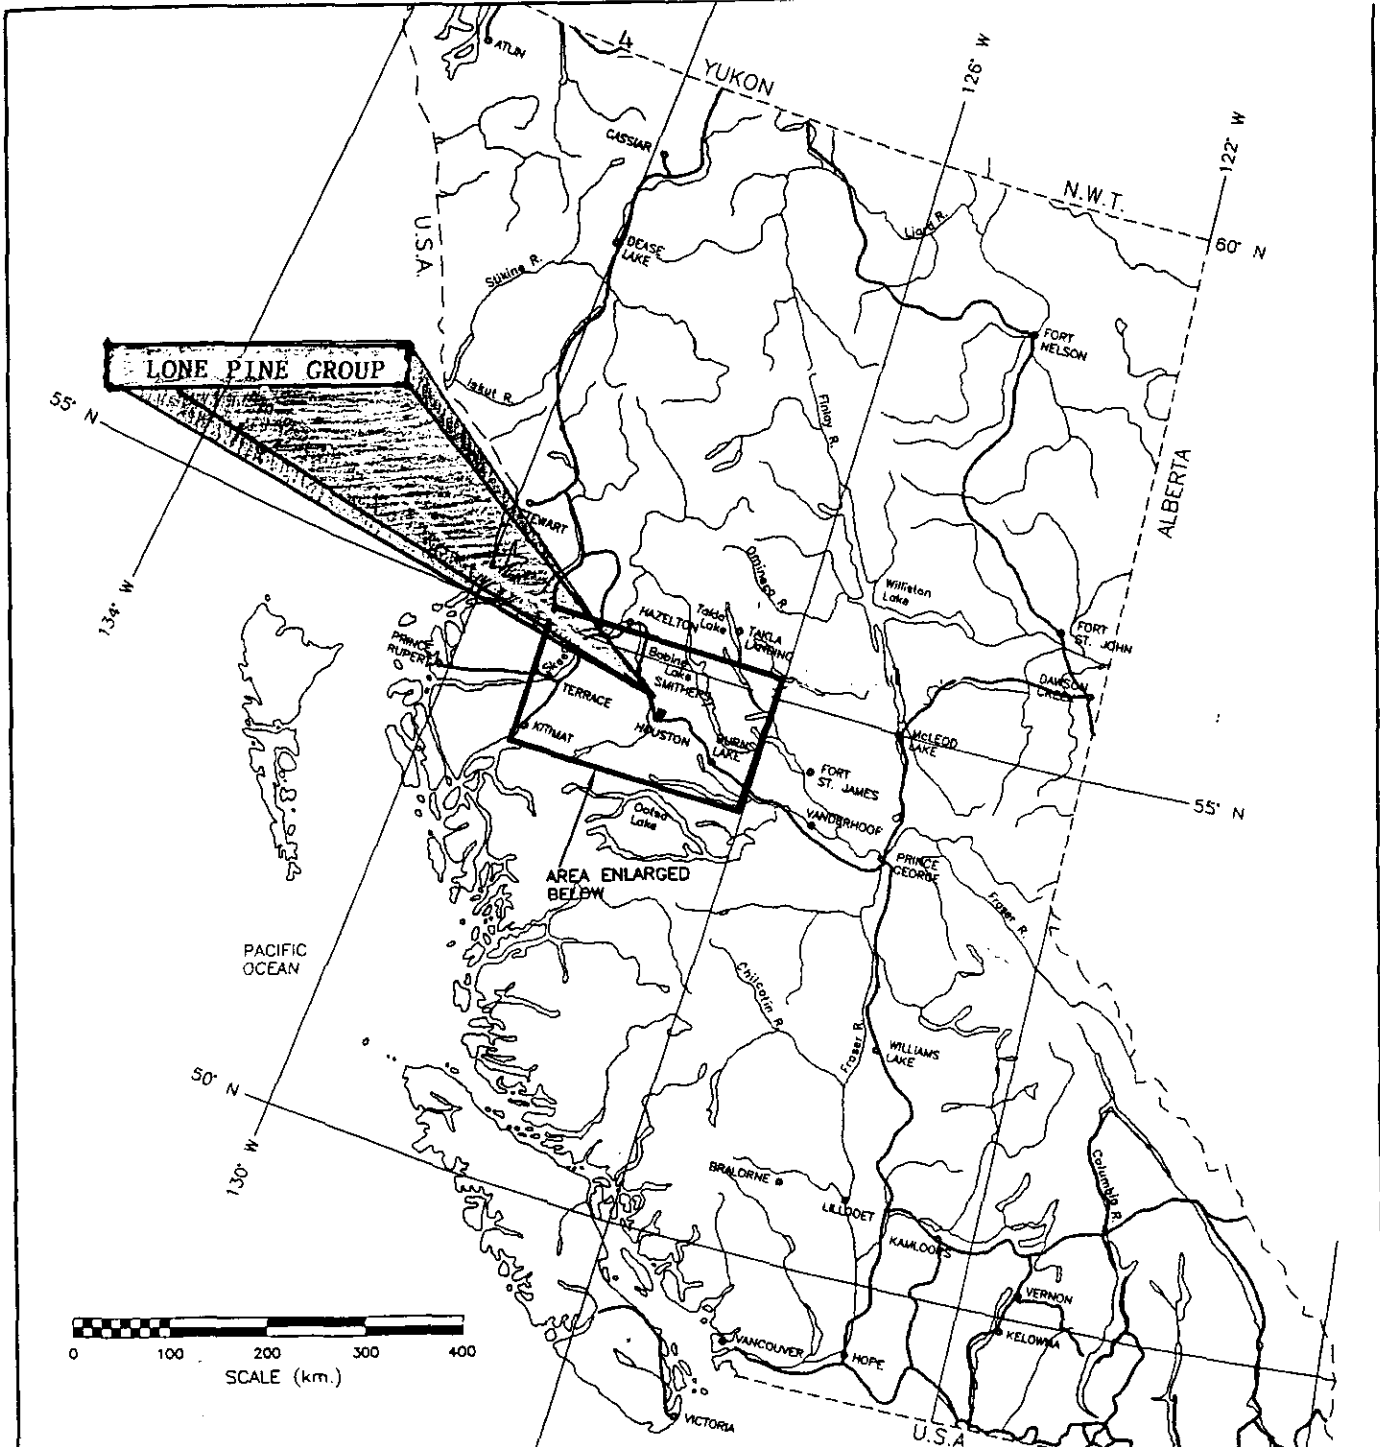 ATLIN
4
YUKON
126° W
122° W
CASSIAR
N.W.T.
Liard R.
60° N
U.S.A.
DEASE
LAKE
Stikine R.
FORT
NELSON
LONE PINE GROUP
Iskut R.
55° N
Finlay R.
ALBERTA
STEWART
Omineca R.
Williston
Lake
134° W
HAZELTON
Takla
Lake
TAKLA
LANDING
FORT
ST. JOHN
PRINCE
RUPERT
Skeena
Babine
Lake
SMITHERS
DAWSON
CREEK
TERRACE
KITIMAT
HOUSTON
BURNS
LAKE
McLEOD
LAKE
FORT
ST. JAMES
55° N
Ootsa
Lake
VANDERHOOF
PRINCE
GEORGE
AREA ENLARGED
BELOW
Fraser R.
PACIFIC
OCEAN
Chilcotin R.
Fraser R.
WILLIAMS
LAKE
50° N
130° W
BRALORNE
LILLOOET
Columbia R.
KAMLOOPS
VERNON
KELOWNA
VANCOUVER
HOPE
0 100 200 300 400
SCALE (km.)
VICTORIA
U.S.A